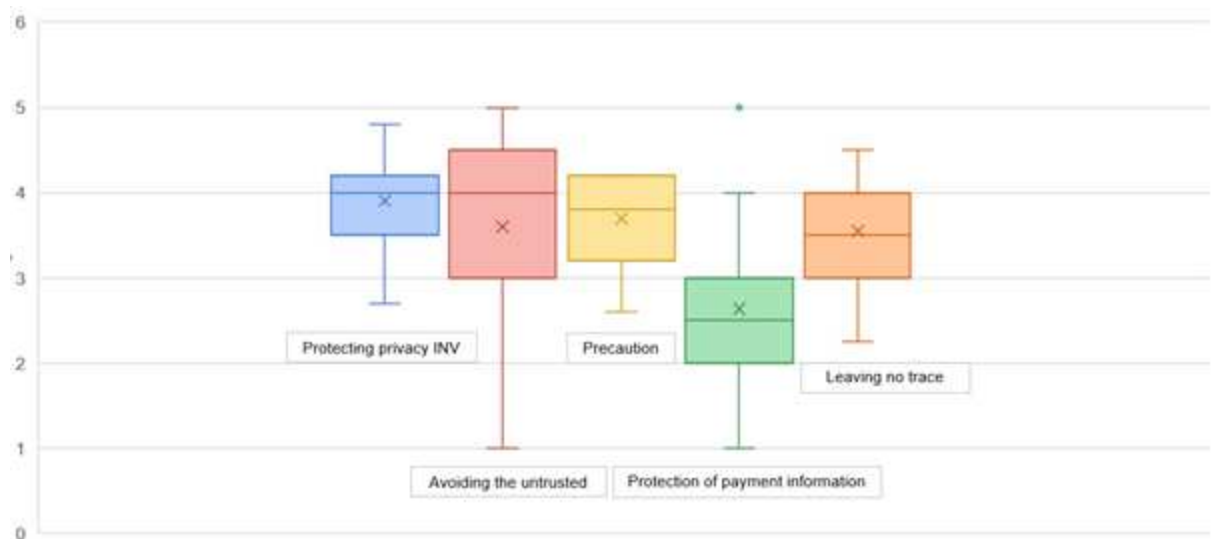 6
5
4
3
2
1
0
Protecting privacy INV
Precaution
Leaving no trace
Avoiding the untrusted
Protection of payment information